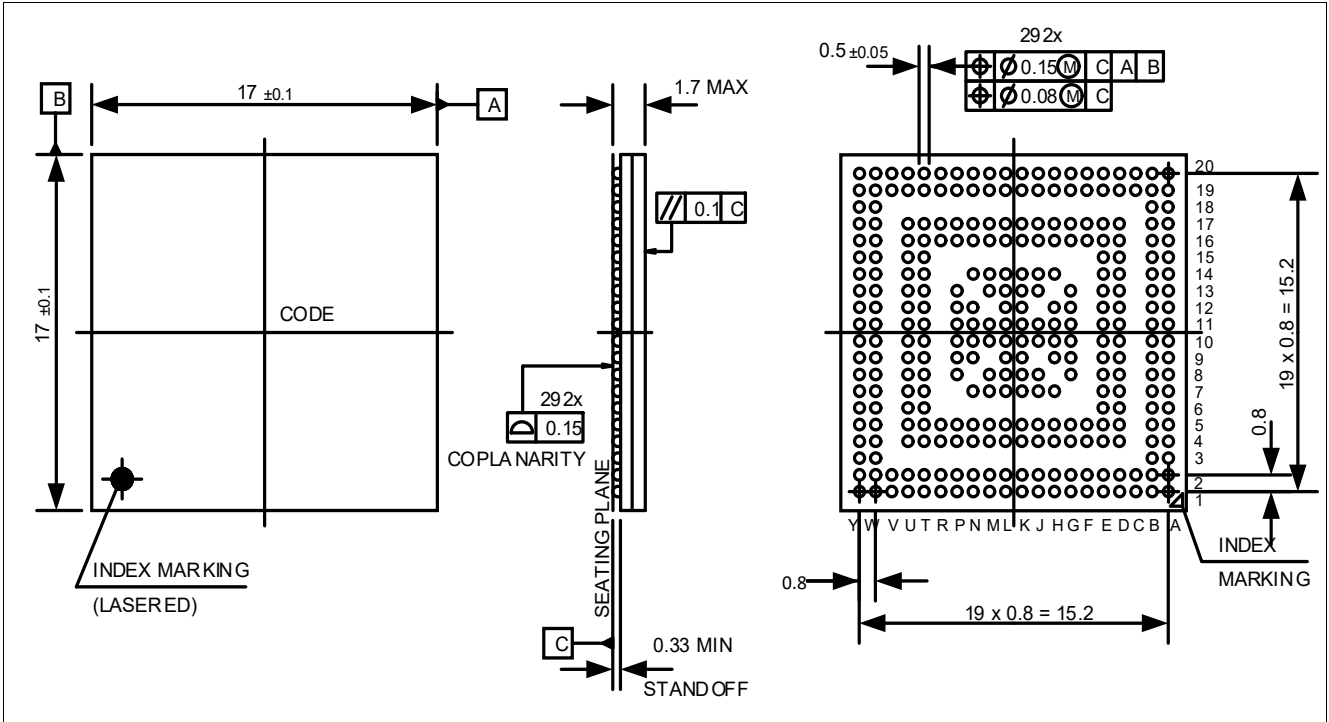 B
17 ±0.1
A
17 ±0.1
CODE
INDEX MARKING
(LASERED)
1.7 MAX
// 0.1 C
292x
0.15
COPLANARITY
SEATING PLANE
C
0.33 MIN
STANDOFF
0.5 ±0.05
292x
⌖ ⌀ 0.15 Ⓜ C A B
⌖ ⌀ 0.08 Ⓜ C
20
19
18
17
16
15
14
13
12
11
10
9
8
7
6
5
4
3
2
1
19 x 0.8 = 15.2
0.8
Y W V U T R P N M L K J H G F E D C B A
INDEX
MARKING
0.8
19 x 0.8 = 15.2